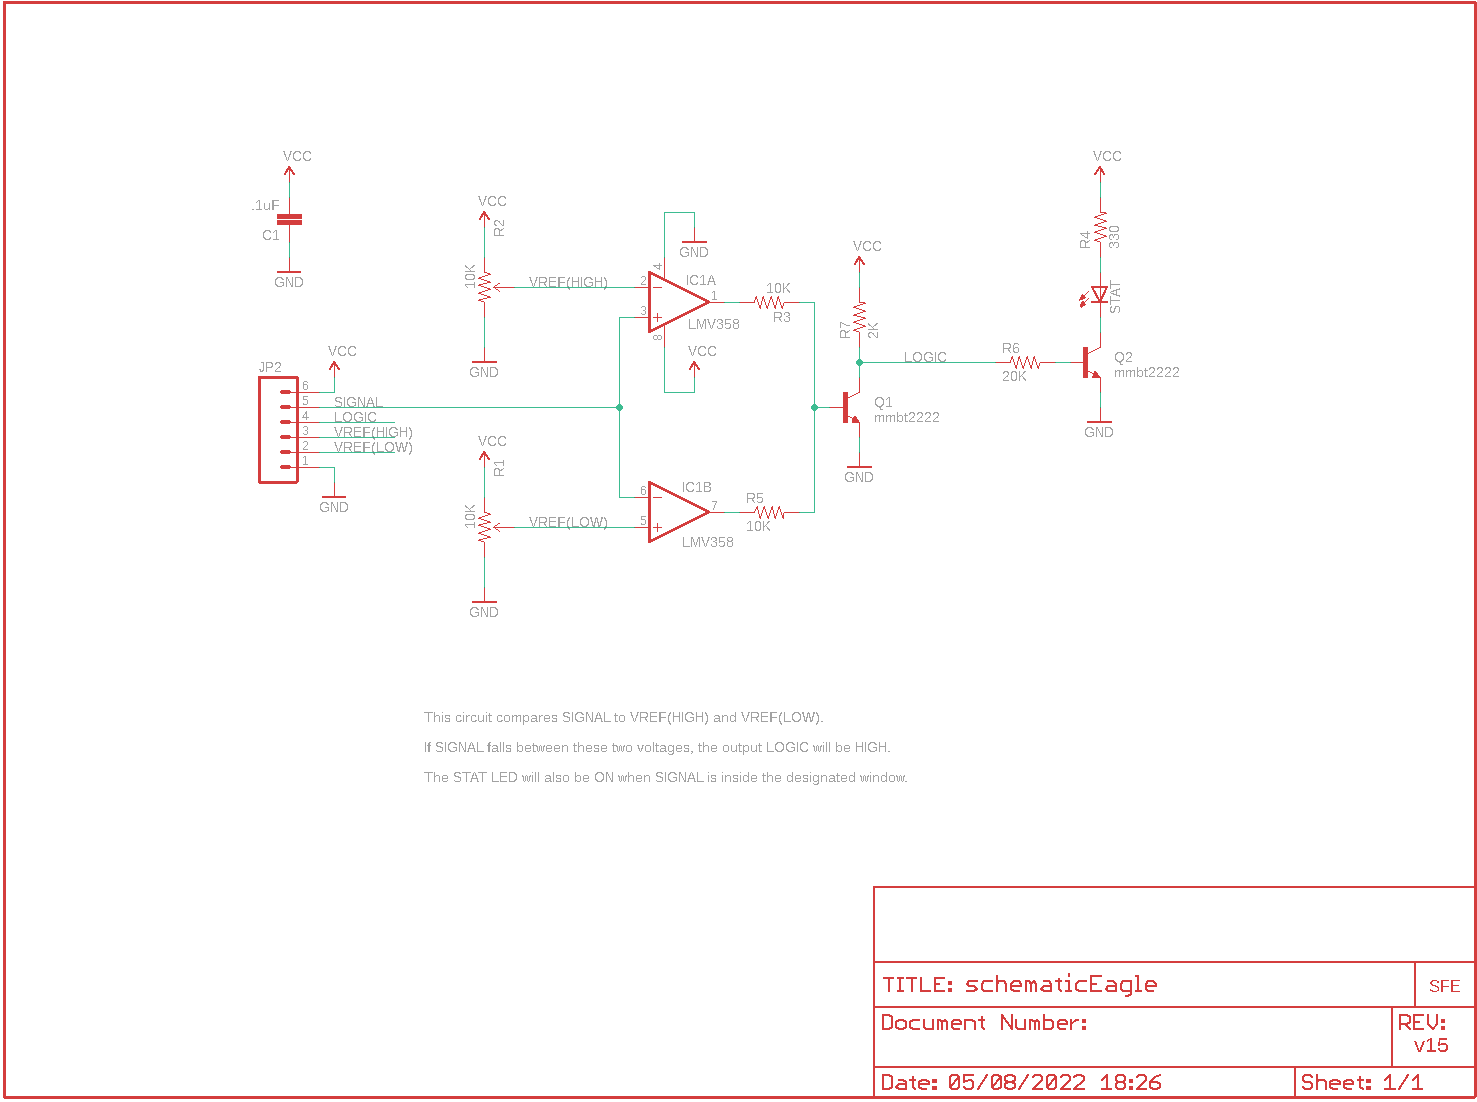 VCC
.1uF
C1
GND
VCC
R2
10K
VREF(HIGH)
GND
GND
4
2
3
8
1
IC1A
LMV358
VCC
10K
R3
VCC
R7
2K
LOGIC
R6
20K
VCC
R4
330
STAT
Q2
mmbt2222
GND
JP2
VCC
6
5
4
3
2
1
SIGNAL
LOGIC
VREF(HIGH)
VREF(LOW)
GND
Q1
mmbt2222
GND
VCC
R1
10K
VREF(LOW)
GND
6
5
7
IC1B
LMV358
R5
10K
This circuit compares SIGNAL to VREF(HIGH) and VREF(LOW).
If SIGNAL falls between these two voltages, the output LOGIC will be HIGH.
The STAT LED will also be ON when SIGNAL is inside the designated window.
TITLE: schematicEagle
SFE
Document Number:
REV:
v15
Date: 05/08/2022 18:26
Sheet: 1/1